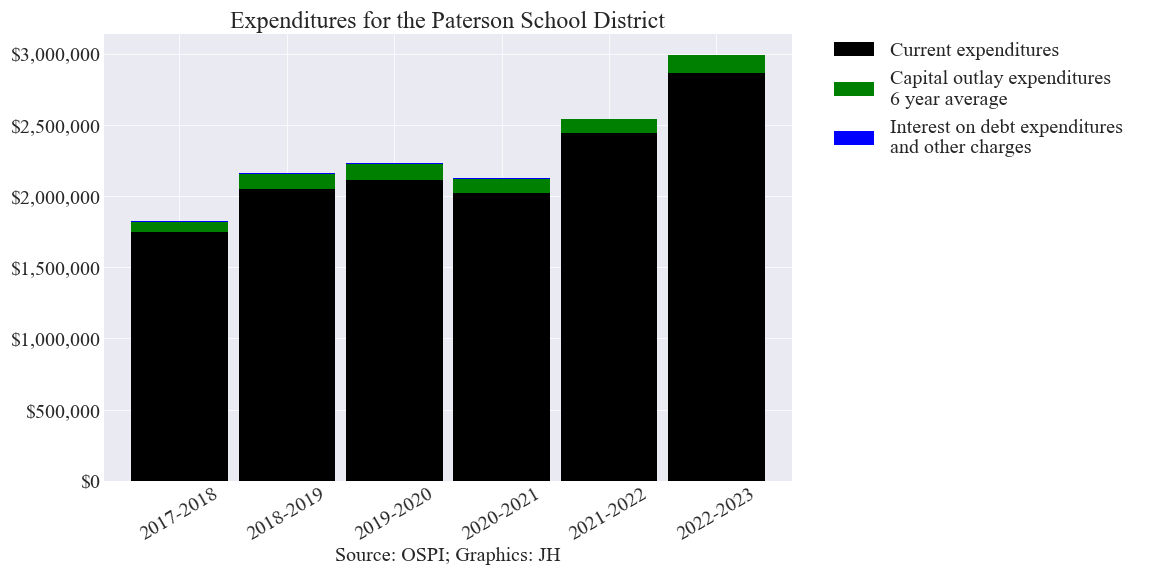 Expenditures for the Paterson School District
$3,000,000
$2,500,000
$2,000,000
$1,500,000
$1,000,000
$500,000
$0
2017-2018
2018-2019
2019-2020
2020-2021
2021-2022
2022-2023
Source: OSPI; Graphics: JH
Current expenditures
Capital outlay expenditures
6 year average
Interest on debt expenditures
and other charges